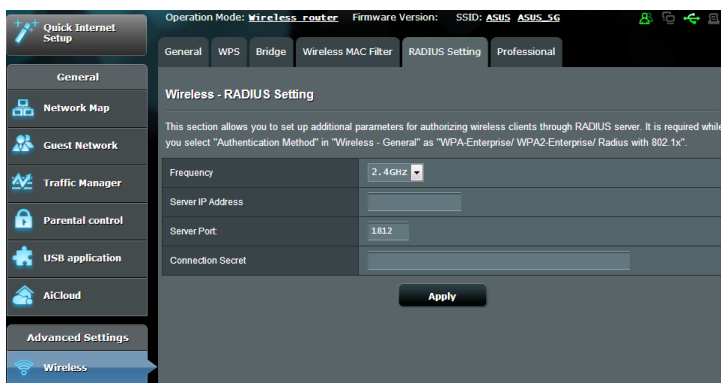 Operation Mode: Wireless router Firmware Version: SSID: ASUS ASUS_5G
Quick Internet
Setup
General WPS Bridge Wireless MAC Filter RADIUS Setting Professional
General
Network Map
Guest Network
Traffic Manager
Parental control
USB application
AiCloud
Advanced Settings
Wireless
Wireless - RADIUS Setting
This section allows you to set up additional parameters for authorizing wireless clients through RADIUS server. It is required while
you select "Authentication Method" in "Wireless - General" as "WPA-Enterprise/ WPA2-Enterprise/ Radius with 802.1x".
Frequency 2.4GHz
Server IP Address
Server Port: 1812
Connection Secret
Apply